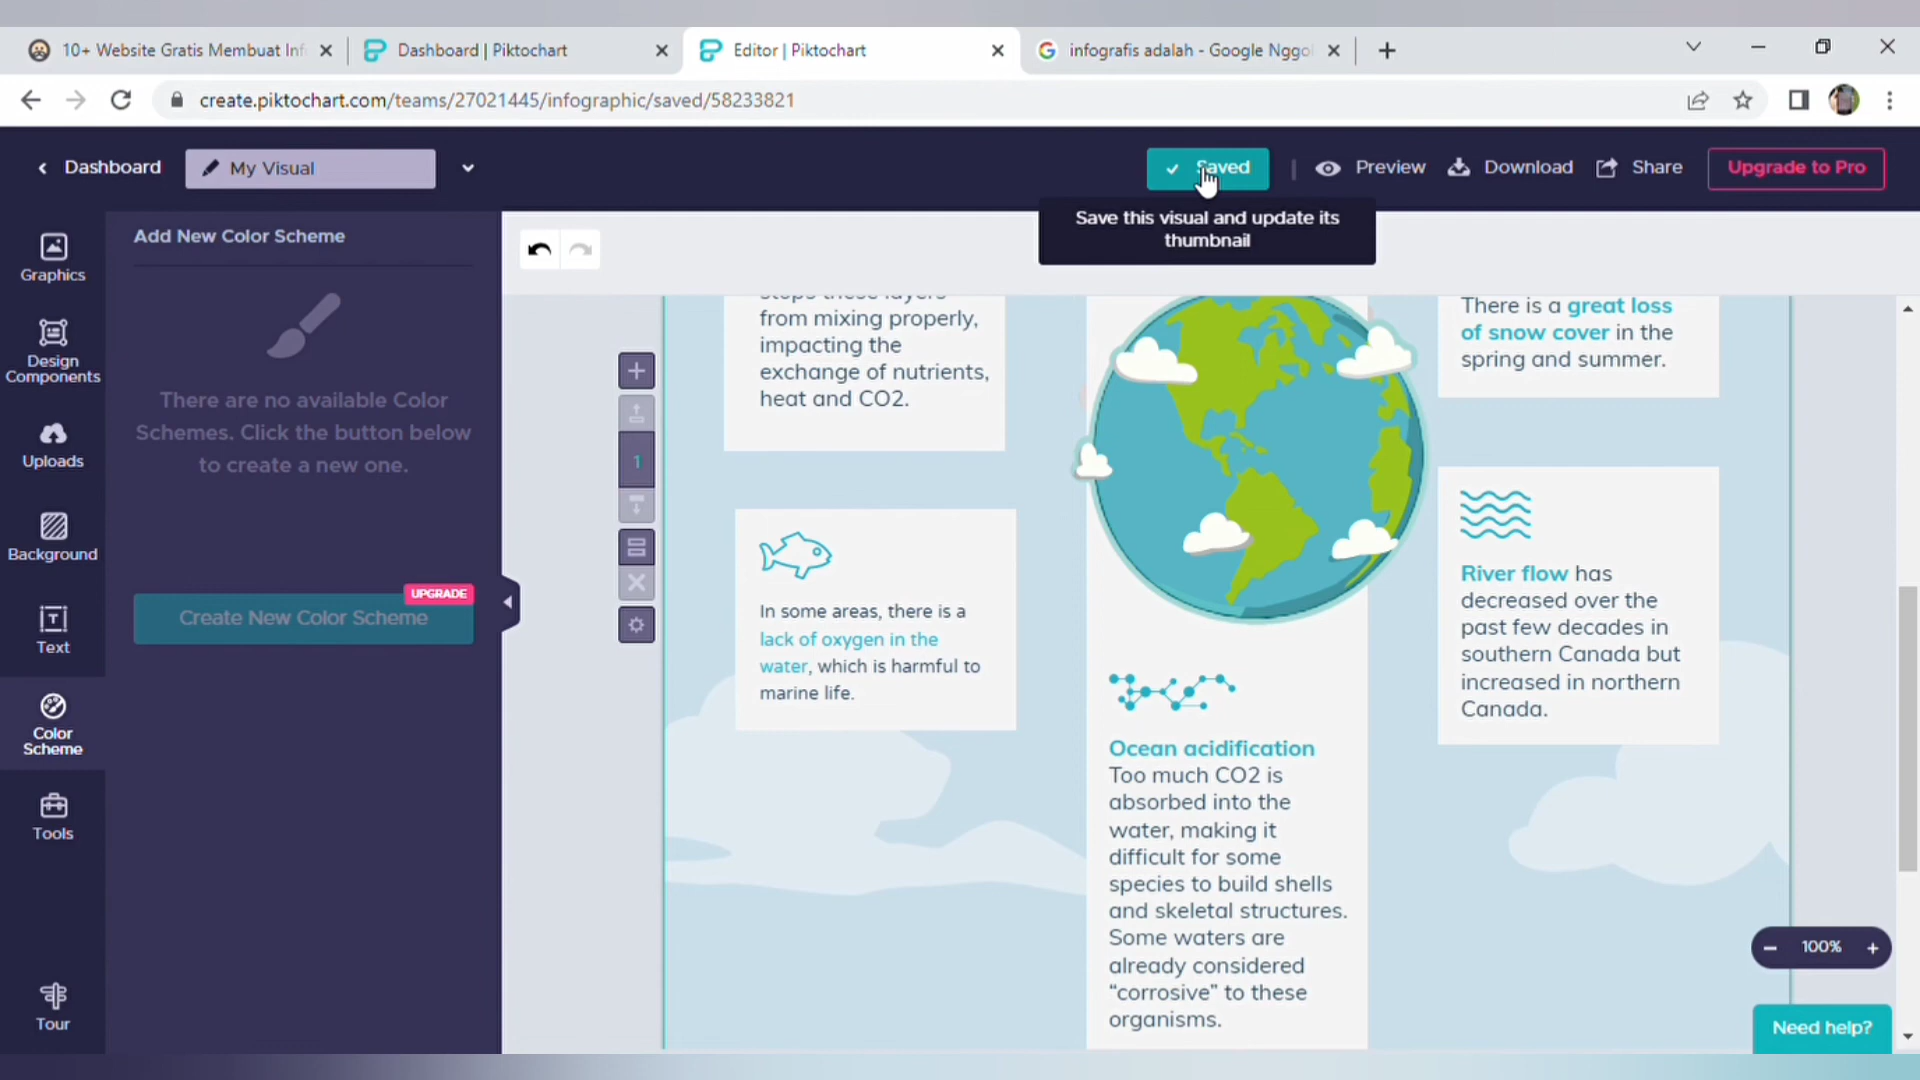 10+ Website Gratis Membuat Inf
Dashboard | Piktochart
Editor | Piktochart
infografis adalah - Google Nggo
create.piktochart.com/teams/27021445/infographic/saved/58233821
Dashboard
My Visual
Saved
Preview
Download
Share
Upgrade to Pro
Save this visual and update its
thumbnail
Graphics
Design
Components
Uploads
Background
Text
Color
Scheme
Tools
Tour
Add New Color Scheme
There are no available Color
Schemes. Click the button below
to create a new one.
UPGRADE
Create New Color Scheme
1
stops these layers
from mixing properly,
impacting the
exchange of nutrients,
heat and CO2.
In some areas, there is a
lack of oxygen in the
water, which is harmful to
marine life.
Ocean acidification
Too much CO2 is
absorbed into the
water, making it
difficult for some
species to build shells
and skeletal structures.
Some waters are
already considered
“corrosive” to these
organisms.
There is a great loss
of snow cover in the
spring and summer.
River flow has
decreased over the
past few decades in
southern Canada but
increased in northern
Canada.
100%
Need help?